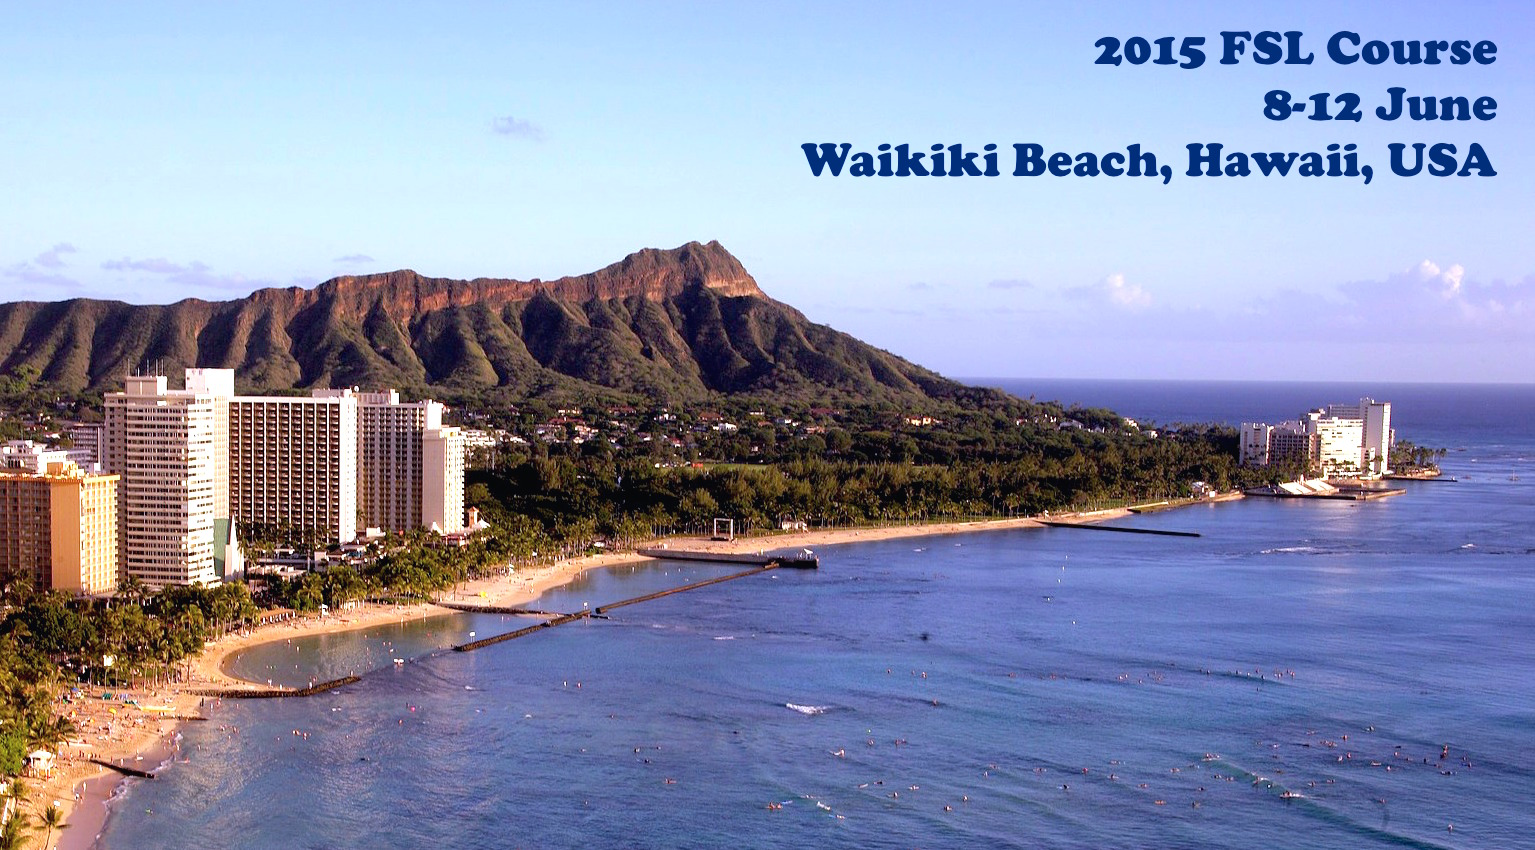 2015 FSL Course
8-12 June
Waikiki Beach, Hawaii, USA